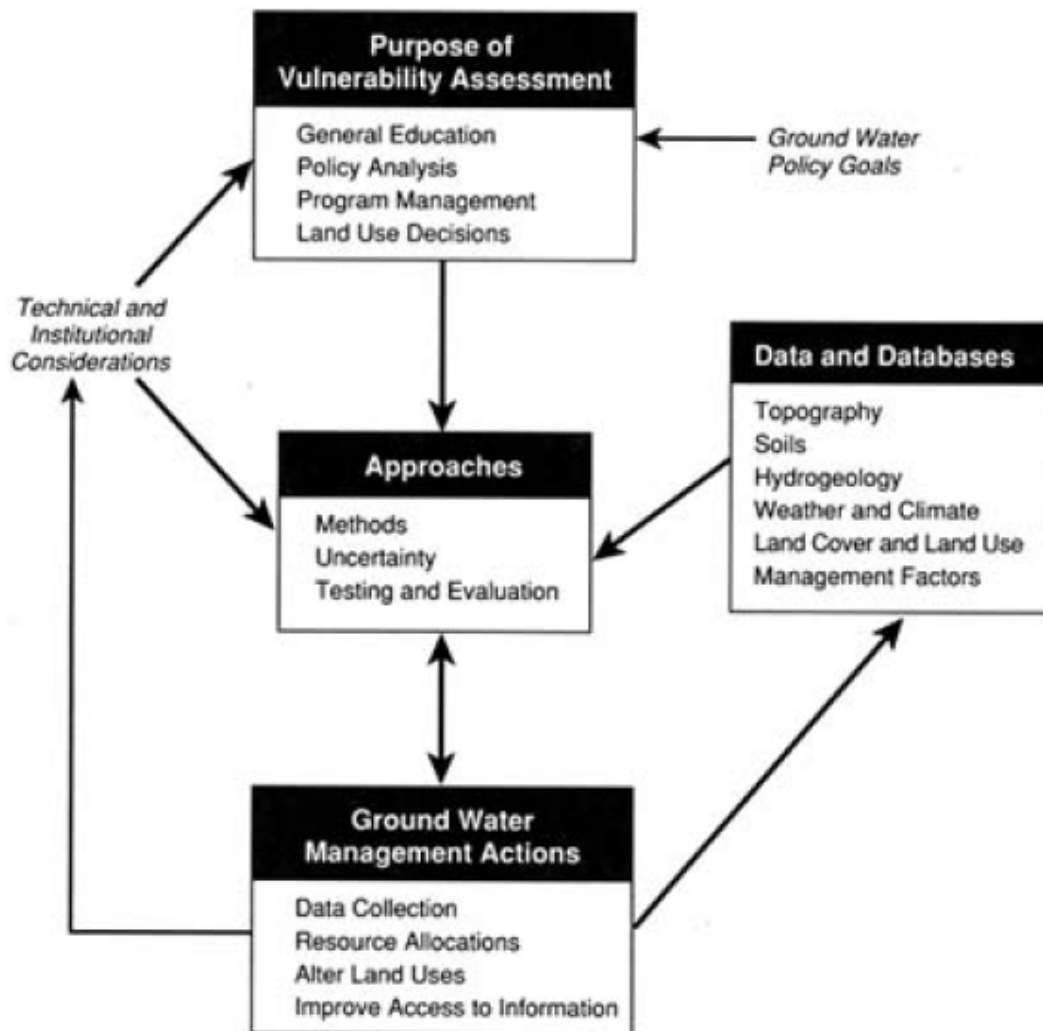 Purpose of
Vulnerability Assessment
General Education
Policy Analysis
Program Management
Land Use Decisions
Ground Water
Policy Goals
Technical and
Institutional
Considerations
Data and Databases
Topography
Soils
Hydrogeology
Weather and Climate
Land Cover and Land Use
Management Factors
Approaches
Methods
Uncertainty
Testing and Evaluation
Ground Water
Management Actions
Data Collection
Resource Allocations
Alter Land Uses
Improve Access to Information